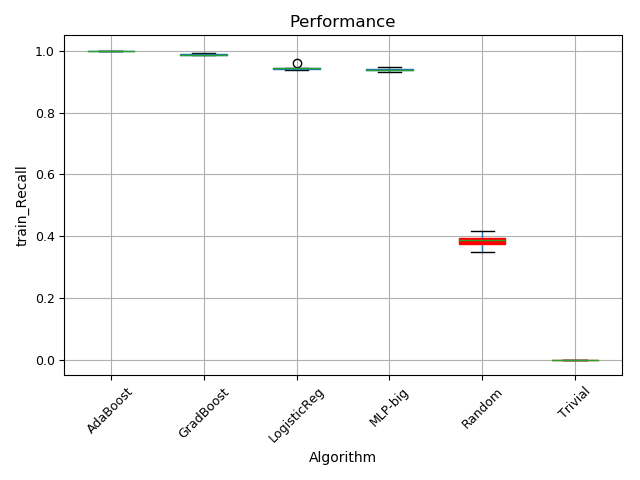 Performance
1.0
0.8
0.6
0.4
0.2
0.0
train_Recall
AdaBoost
GradBoost
LogisticReg
MLP-big
Random
Trivial
Algorithm